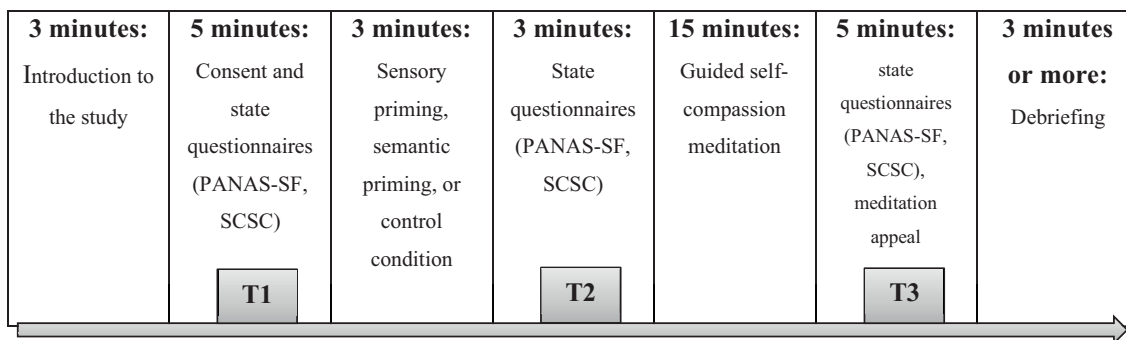 3 minutes:
Introduction to
the study
5 minutes:
Consent and
state
questionnaires
(PANAS-SF,
SCSC)
T1
3 minutes:
Sensory
priming,
semantic
priming, or
control
condition
3 minutes:
State
questionnaires
(PANAS-SF,
SCSC)
T2
15 minutes:
Guided self-
compassion
meditation
5 minutes:
state
questionnaires
(PANAS-SF,
SCSC),
meditation
appeal
T3
3 minutes
or more:
Debriefing